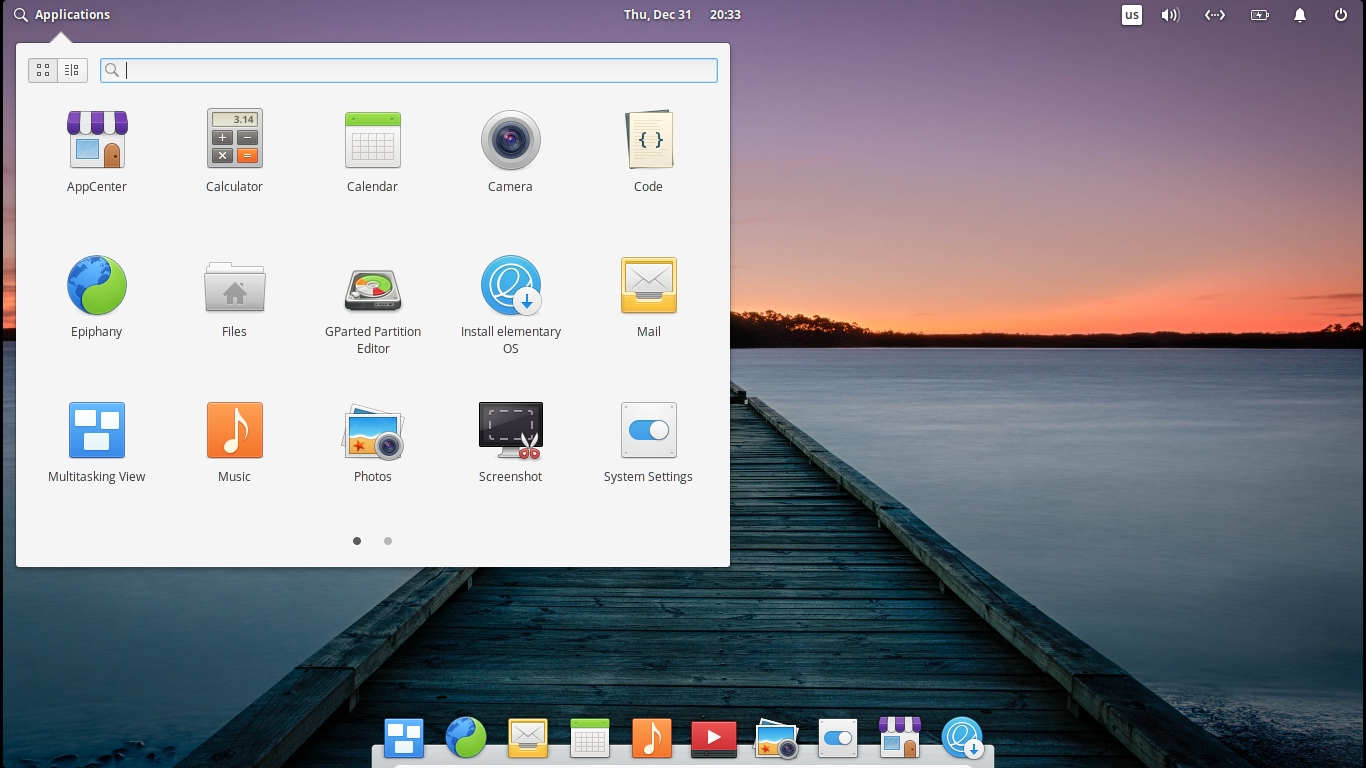 Applications
Thu, Dec 31 20:33
us
3.14
{ }
AppCenter
Calculator
Calendar
Camera
Code
Epiphany
Files
GParted Partition
Editor
Install elementary
OS
Mail
Multitasking View
Music
Photos
Screenshot
System Settings